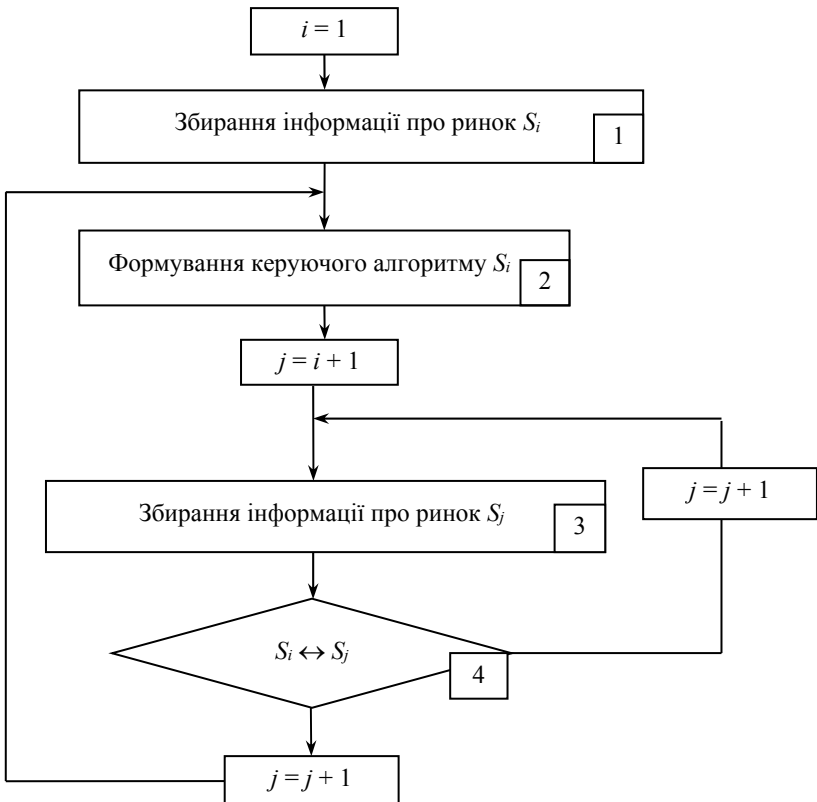 i = 1
Збирання інформації про ринок Si
1
Формування керуючого алгоритму Si
2
j = i + 1
j = j + 1
Збирання інформації про ринок Sj
3
Si ↔ Sj
4
j = j + 1